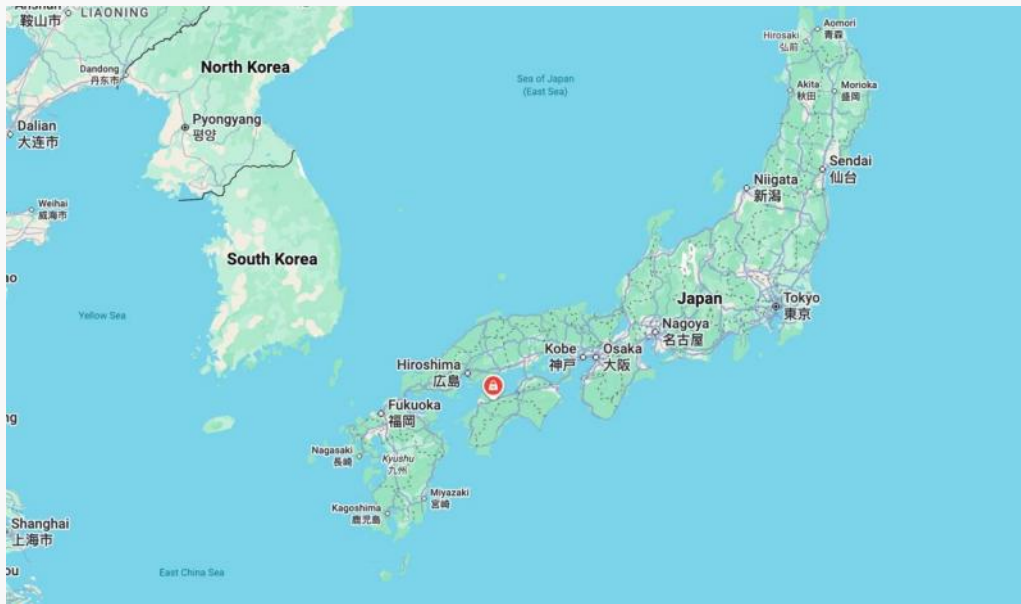 鞍山市
LIAONING
Dandong
丹东市
North Korea
Pyongyang
평양
Dalian
大连市
Weihai
威海市
South Korea
Yellow Sea
Sea of Japan
(East Sea)
Aomori
青森
Hirosaki
弘前
Akita
秋田
Morioka
盛岡
Sendai
仙台
Niigata
新潟
Japan
Tokyo
東京
Nagoya
名古屋
Kobe
神戸
Osaka
大阪
Hiroshima
広島
Fukuoka
福岡
Nagasaki
長崎
Kyushu
九州
Miyazaki
宮崎
Kagoshima
鹿児島
Shanghai
上海市
East China Sea